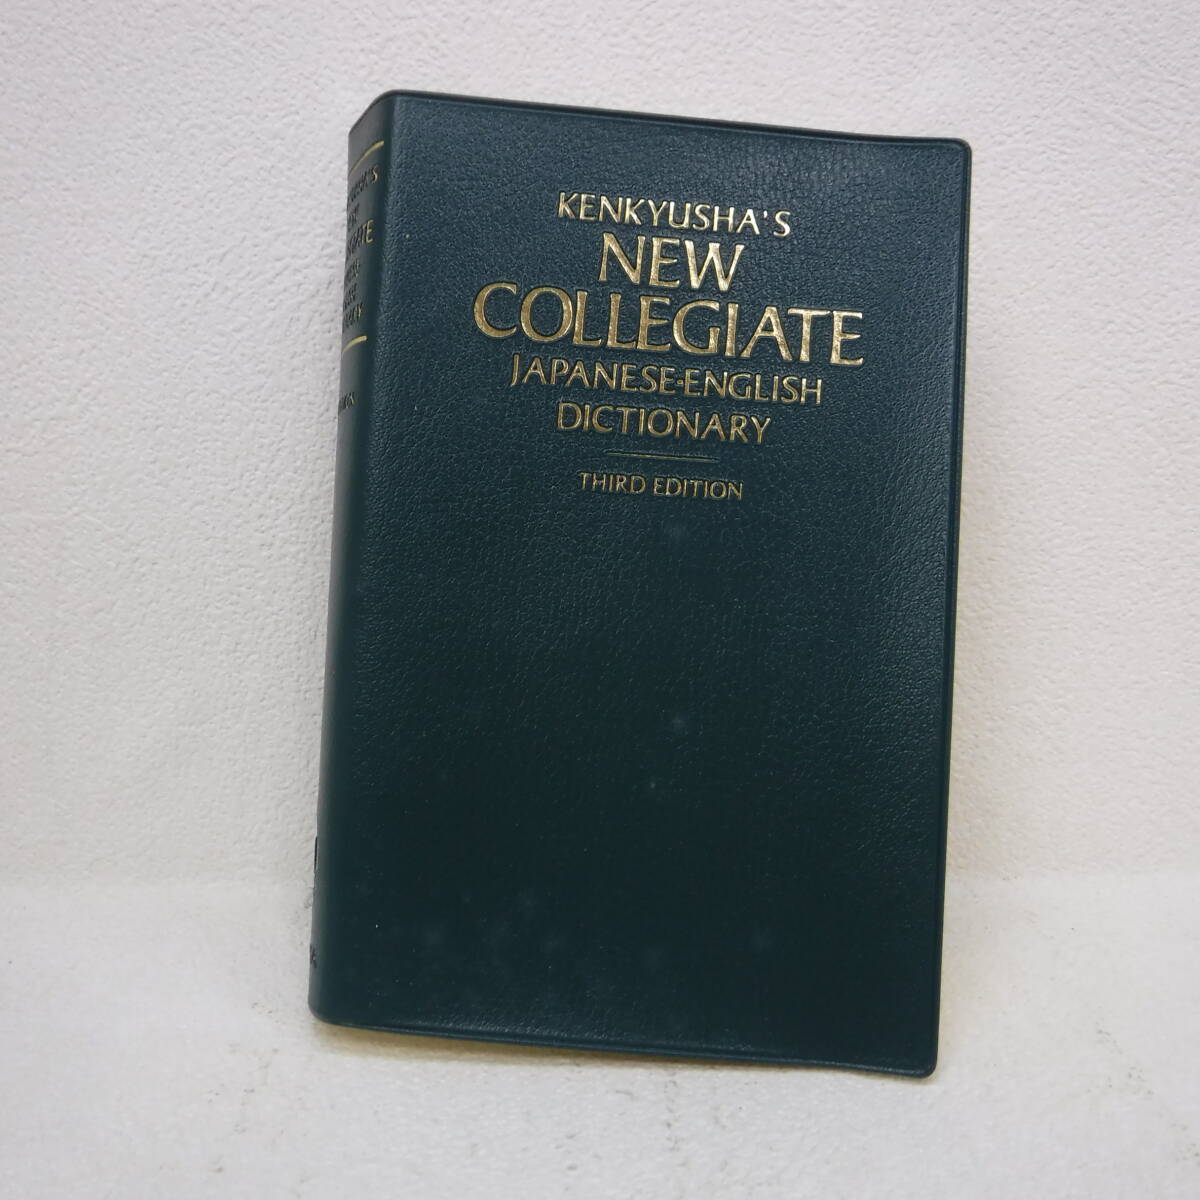 KENKYUSHA'S
NEW
COLLEGIATE
JAPANESE-ENGLISH
DICTIONARY
THIRD EDITION